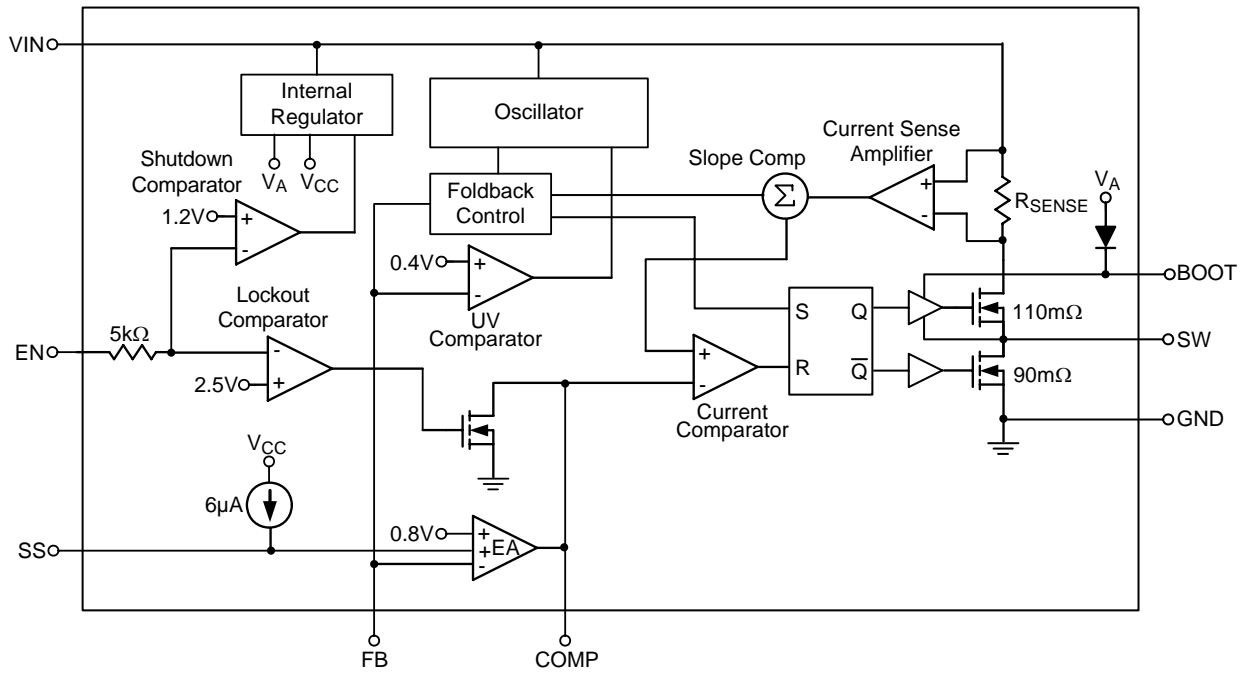 VIN
Internal
Regulator
Oscillator
Current Sense
Amplifier
Slope Comp
Shutdown
Comparator
VA
VCC
Foldback
Control
Σ
+
-
RSENSE
VA
1.2V
+
-
0.4V
+
-
UV
Comparator
BOOT
Lockout
Comparator
S
Q
110mΩ
5kΩ
EN
-
+
2.5V
SW
+
-
R
Q̅
90mΩ
Current
Comparator
GND
VCC
6µA
0.8V
+
+EA
-
SS
FB
COMP